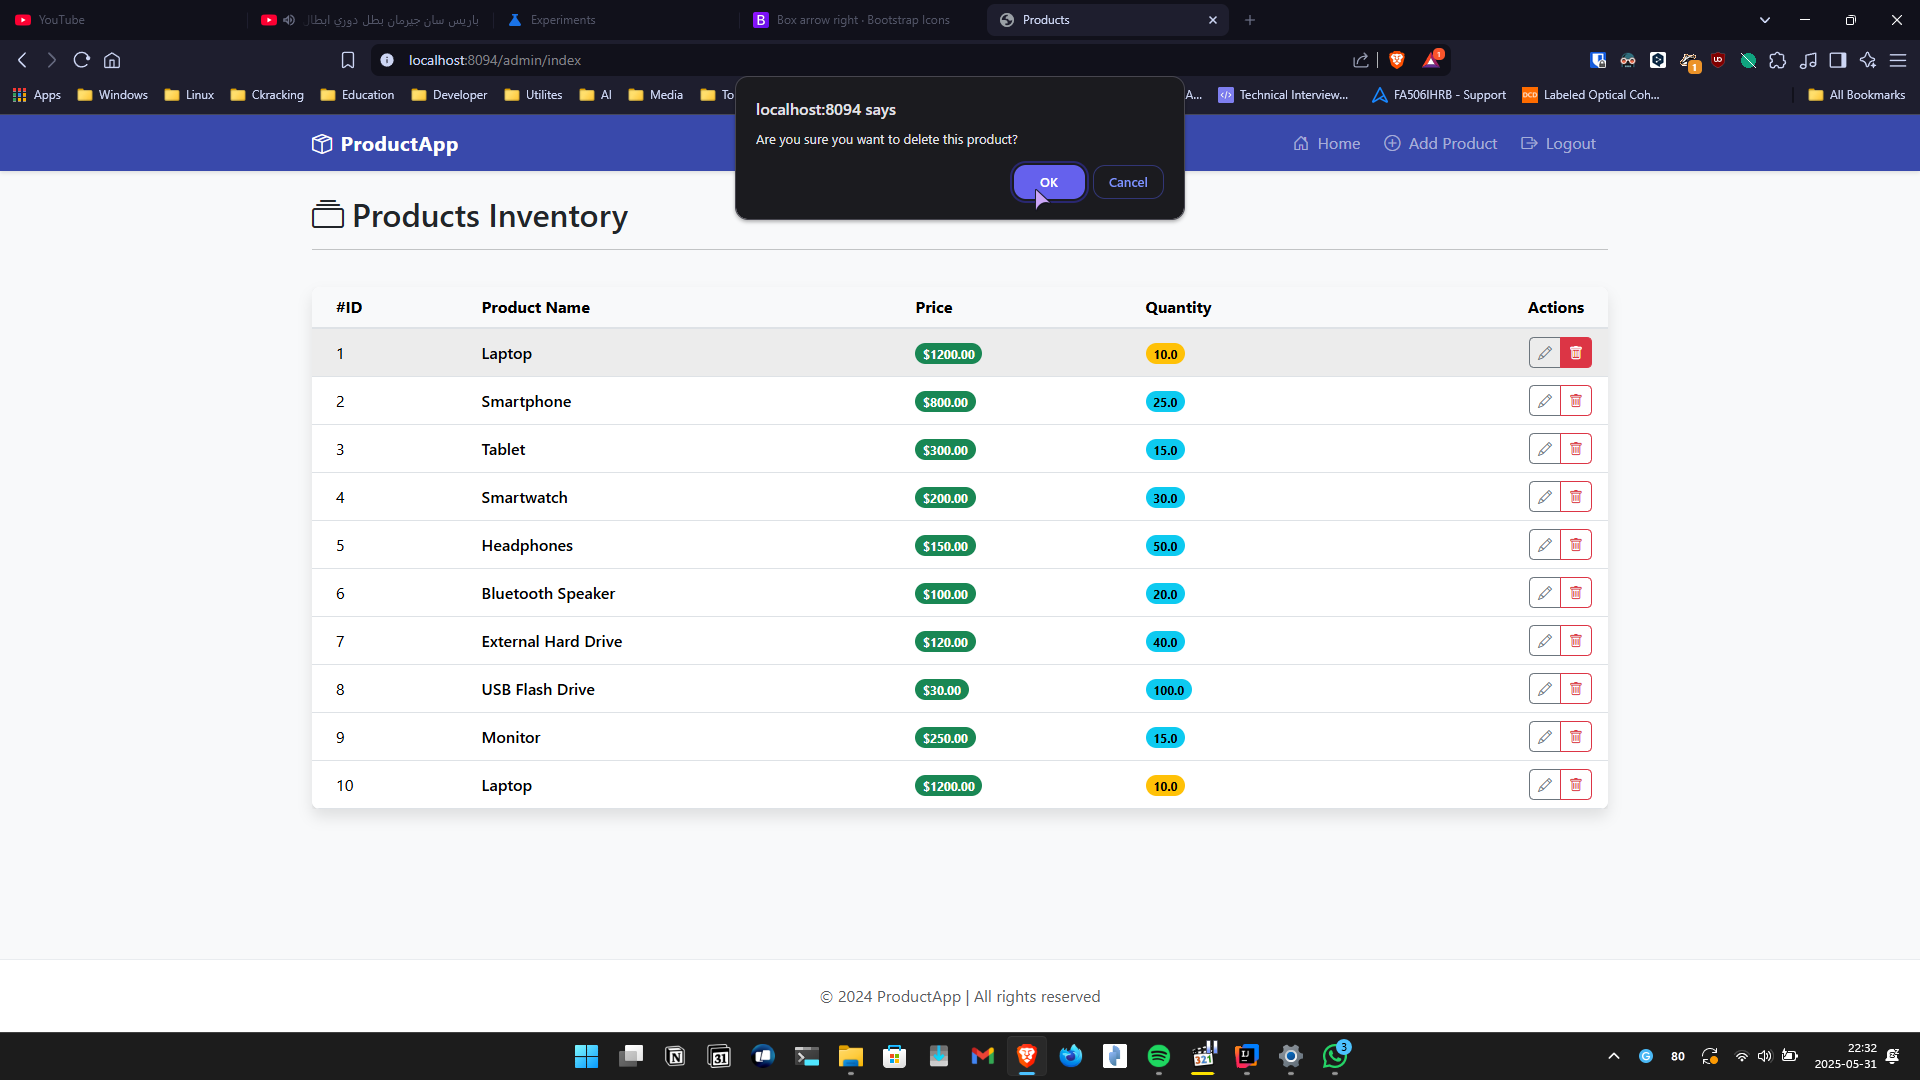 YouTube
باريس سان جيرمان بطل دوري ابطال
Experiments
Box arrow right · Bootstrap Icons
Products
localhost:8094/admin/index
1
1
Apps
Windows
Linux
Ckracking
Education
Developer
Utilites
AI
Media
To
A...
Technical Interview...
FA506IHRB - Support
Labeled Optical Coh...
All Bookmarks
localhost:8094 says
Are you sure you want to delete this product?
OK
Cancel
ProductApp
Home
Add Product
Logout
Products Inventory
#ID Product Name Price Quantity Actions
1 Laptop $1200.00 10.0
2 Smartphone $800.00 25.0
3 Tablet $300.00 15.0
4 Smartwatch $200.00 30.0
5 Headphones $150.00 50.0
6 Bluetooth Speaker $100.00 20.0
7 External Hard Drive $120.00 40.0
8 USB Flash Drive $30.00 100.0
9 Monitor $250.00 15.0
10 Laptop $1200.00 10.0
© 2024 ProductApp | All rights reserved
31
321
3
80
22:32
2025-05-31